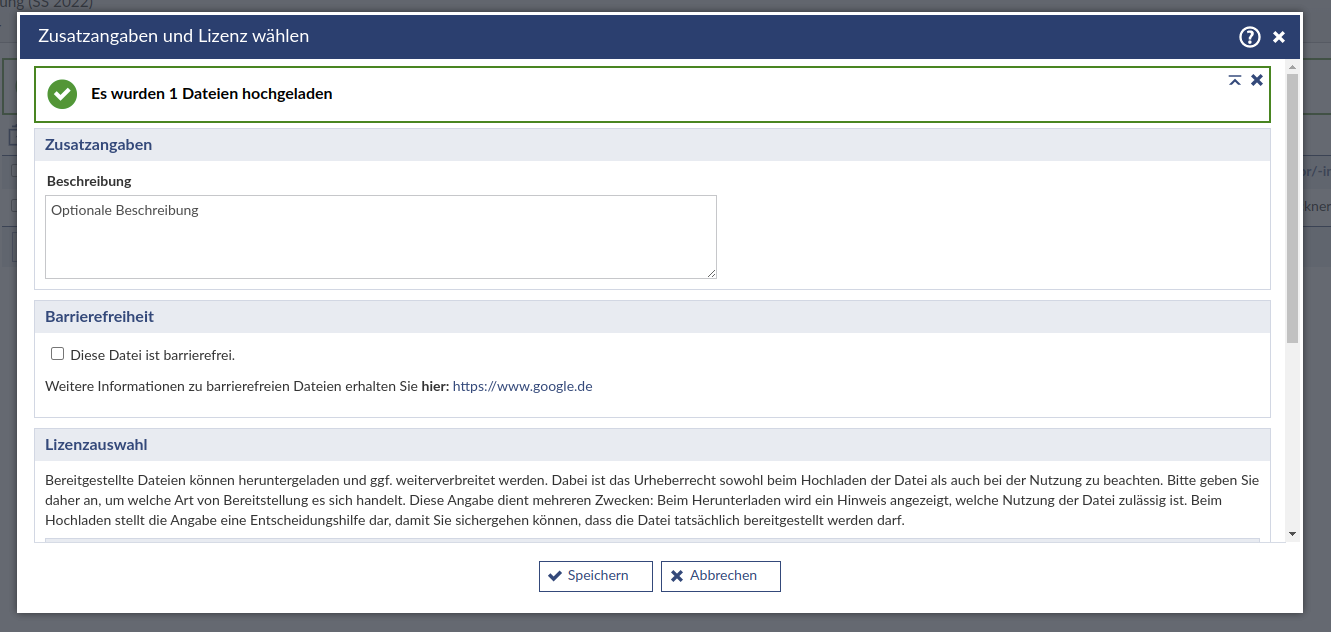 ung (SS 2022)
Zusatzangaben und Lizenz wählen
Es wurden 1 Dateien hochgeladen
Zusatzangaben
Beschreibung
Optionale Beschreibung
Barrierefreiheit
Diese Datei ist barrierefrei.
Weitere Informationen zu barrierefreien Dateien erhalten Sie hier: https://www.google.de
Lizenzauswahl
Bereitgestellte Dateien können heruntergeladen und ggf. weiterverbreitet werden. Dabei ist das Urheberrecht sowohl beim Hochladen der Datei als auch bei der Nutzung zu beachten. Bitte geben Sie
daher an, um welche Art von Bereitstellung es sich handelt. Diese Angabe dient mehreren Zwecken: Beim Herunterladen wird ein Hinweis angezeigt, welche Nutzung der Datei zulässig ist. Beim
Hochladen stellt die Angabe eine Entscheidungshilfe dar, damit Sie sichergehen können, dass die Datei tatsächlich bereitgestellt werden darf.
Speichern
Abbrechen